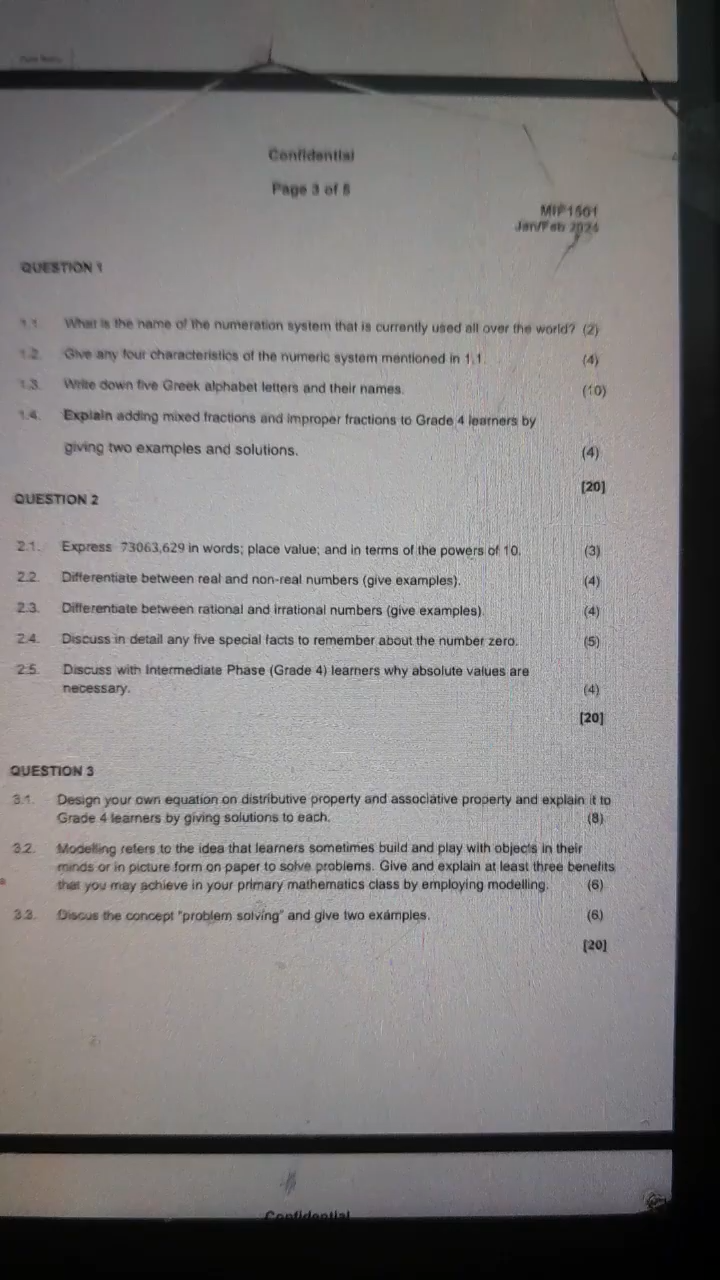 Confidential
Page 3 of 5
MIP1501
Jan/Feb 2024
QUESTION 1
1.1. What is the name of the numeration system that is currently used all over the world? (2)
1.2. Give any four characteristics of the numeric system mentioned in 1.1. (4)
1.3. Write down five Greek alphabet letters and their names. (10)
1.4. Explain adding mixed fractions and improper fractions to Grade 4 learners by
giving two examples and solutions. (4)
[20]
QUESTION 2
2.1. Express 73063,629 in words; place value; and in terms of the powers of 10. (3)
2.2. Differentiate between real and non-real numbers (give examples). (4)
2.3. Differentiate between rational and irrational numbers (give examples). (4)
2.4. Discuss in detail any five special facts to remember about the number zero. (5)
2.5. Discuss with Intermediate Phase (Grade 4) learners why absolute values are
necessary. (4)
[20]
QUESTION 3
3.1. Design your own equation on distributive property and associative property and explain it to
Grade 4 learners by giving solutions to each. (8)
3.2. Modelling refers to the idea that learners sometimes build and play with objects in their
minds or in picture form on paper to solve problems. Give and explain at least three benefits
that you may achieve in your primary mathematics class by employing modelling. (6)
3.3. Discus the concept "problem solving" and give two examples. (6)
[20]
Confidential